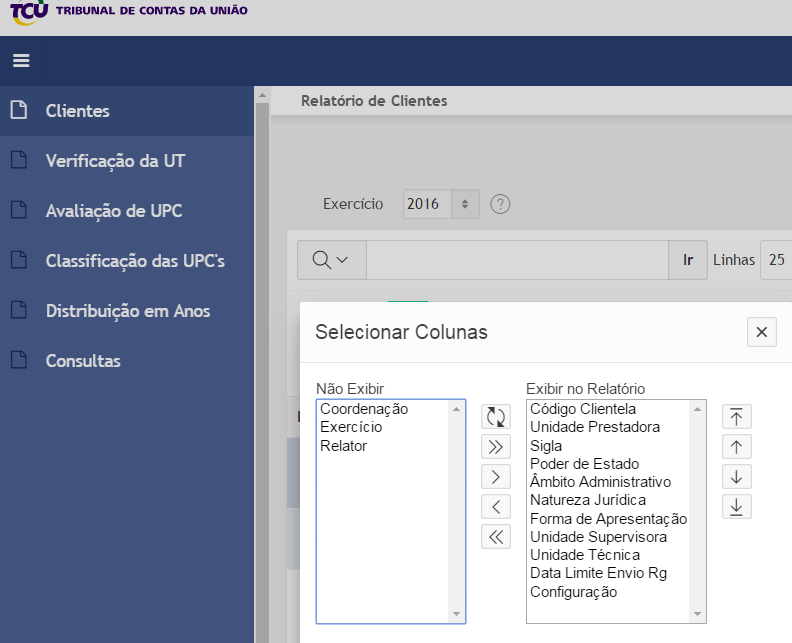 TCU TRIBUNAL DE CONTAS DA UNIÃO
Clientes
Verificação da UT
Avaliação de UPC
Classificação das UPC's
Distribuição em Anos
Consultas
Relatório de Clientes
Exercício 2016 ?
Ir Linhas 25
Selecionar Colunas
Não Exibir
Coordenação
Exercício
Relator
Exibir no Relatório
Código Clientela
Unidade Prestadora
Sigla
Poder de Estado
Âmbito Administrativo
Natureza Jurídica
Forma de Apresentação
Unidade Supervisora
Unidade Técnica
Data Limite Envio Rg
Configuração